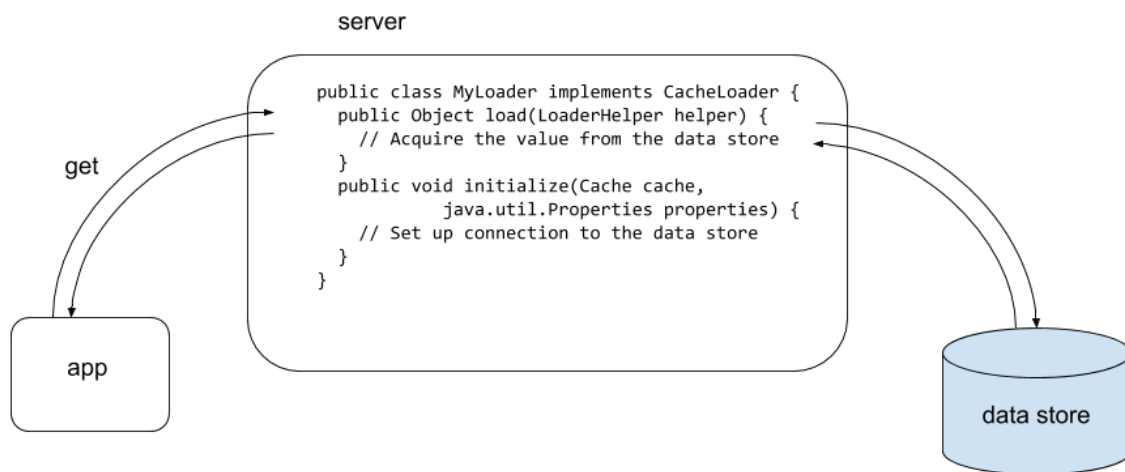 server
public class MyLoader implements CacheLoader {
  public Object load(LoaderHelper helper) {
    // Acquire the value from the data store
  }
  public void initialize(Cache cache,
            java.util.Properties properties) {
    // Set up connection to the data store
  }
}
get
app
data store